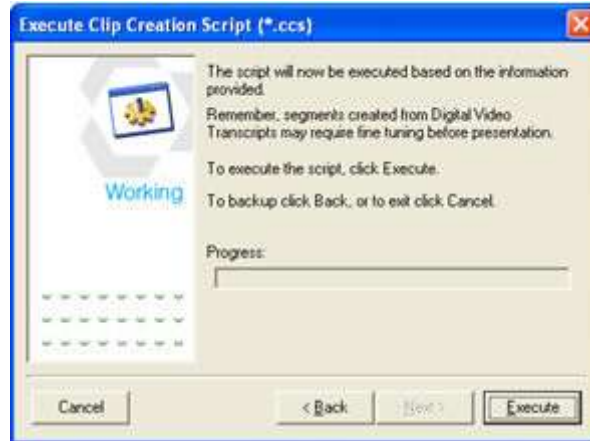 Execute Clip Creation Script (*.ccs)
The script will now be executed based on the information
provided.
Remember, segments created from Digital Video
Transcripts may require fine tuning before presentation.
To execute the script, click Execute.
Working
To backup click Back, or to exit click Cancel.
Progress:
Cancel
< Back
Next >
Execute